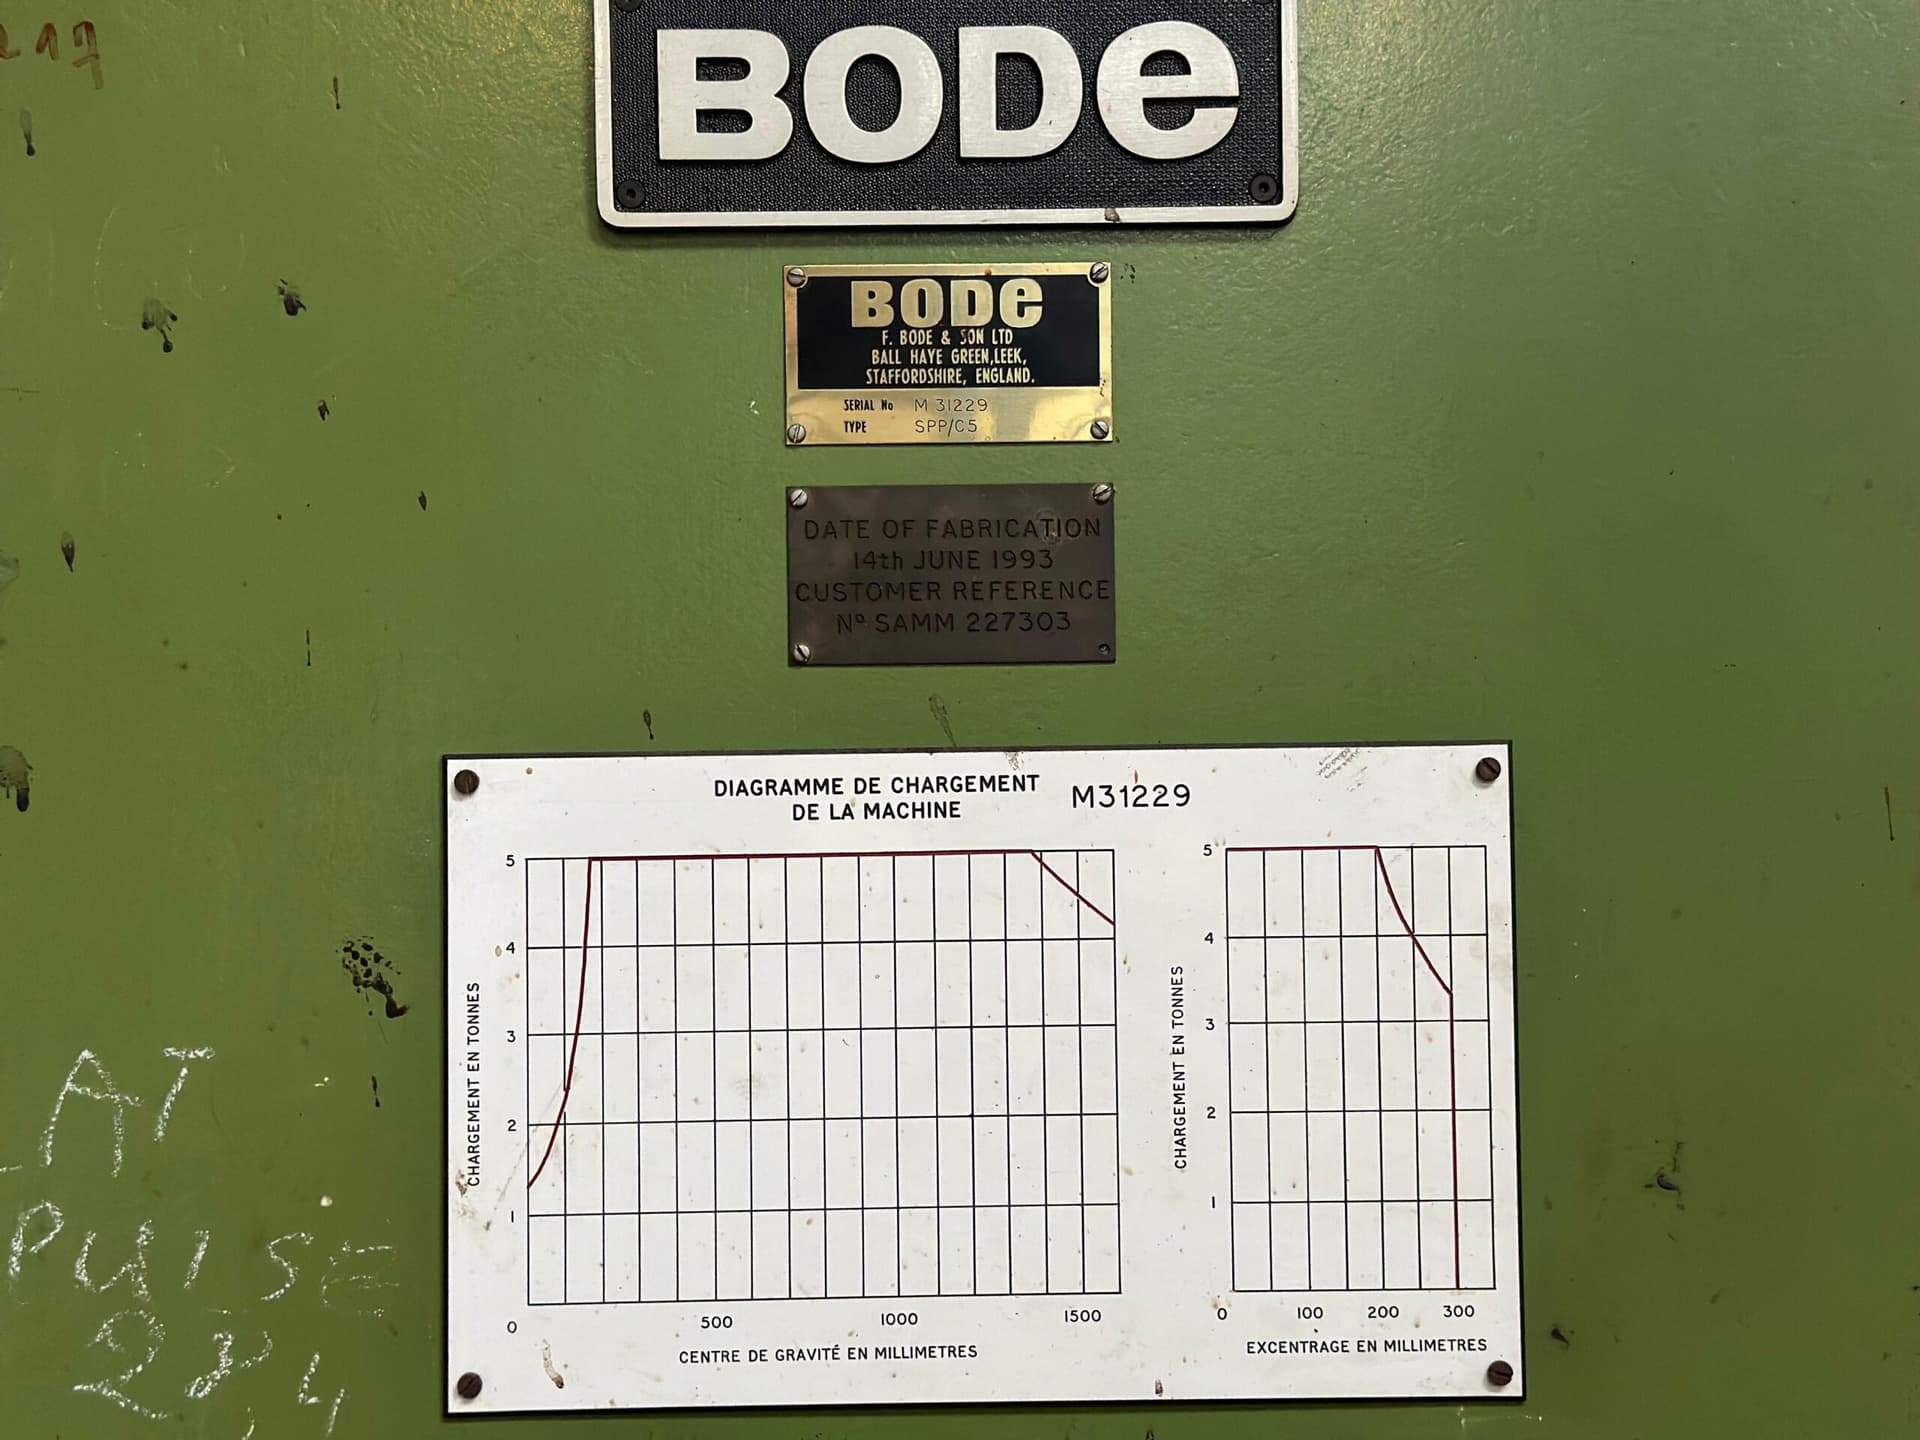 217
BODe
BODe
F. BODE & SON LTD
BALL HAYE GREEN,LEEK,
STAFFORDSHIRE, ENGLAND.
SERIAL No M 31229
TYPE SPP/C5
DATE OF FABRICATION
14th JUNE 1993
CUSTOMER REFERENCE
Nº SAMM 227303
DIAGRAMME DE CHARGEMENT
DE LA MACHINE
M31229
CHARGEMENT EN TONNES
5
4
3
2
1
0
500
1000
1500
CENTRE DE GRAVITÉ EN MILLIMETRES
CHARGEMENT EN TONNES
5
4
3
2
1
0
100
200
300
EXCENTRAGE EN MILLIMETRES
AT
PULSE